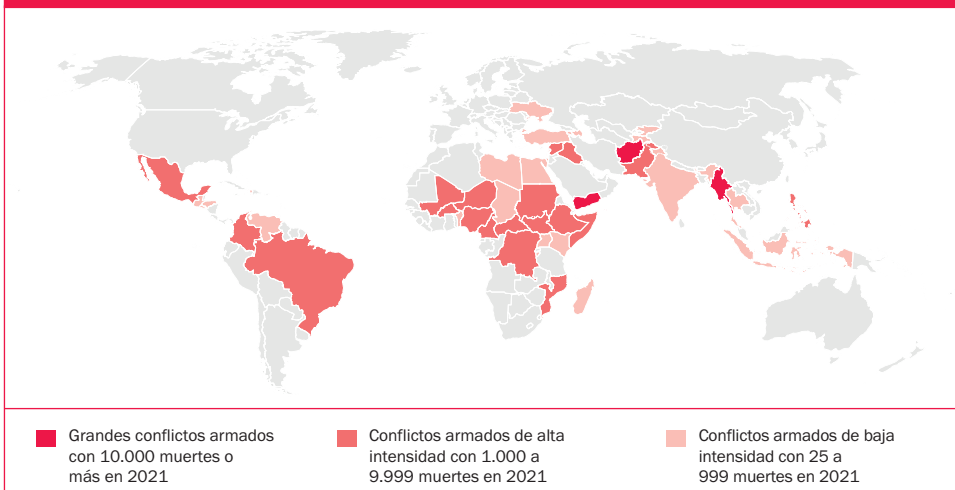 Grandes conflictos armados
con 10.000 muertes o
más en 2021
Conflictos armados de alta
intensidad con 1.000 a
9.999 muertes en 2021
Conflictos armados de baja
intensidad con 25 a
999 muertes en 2021